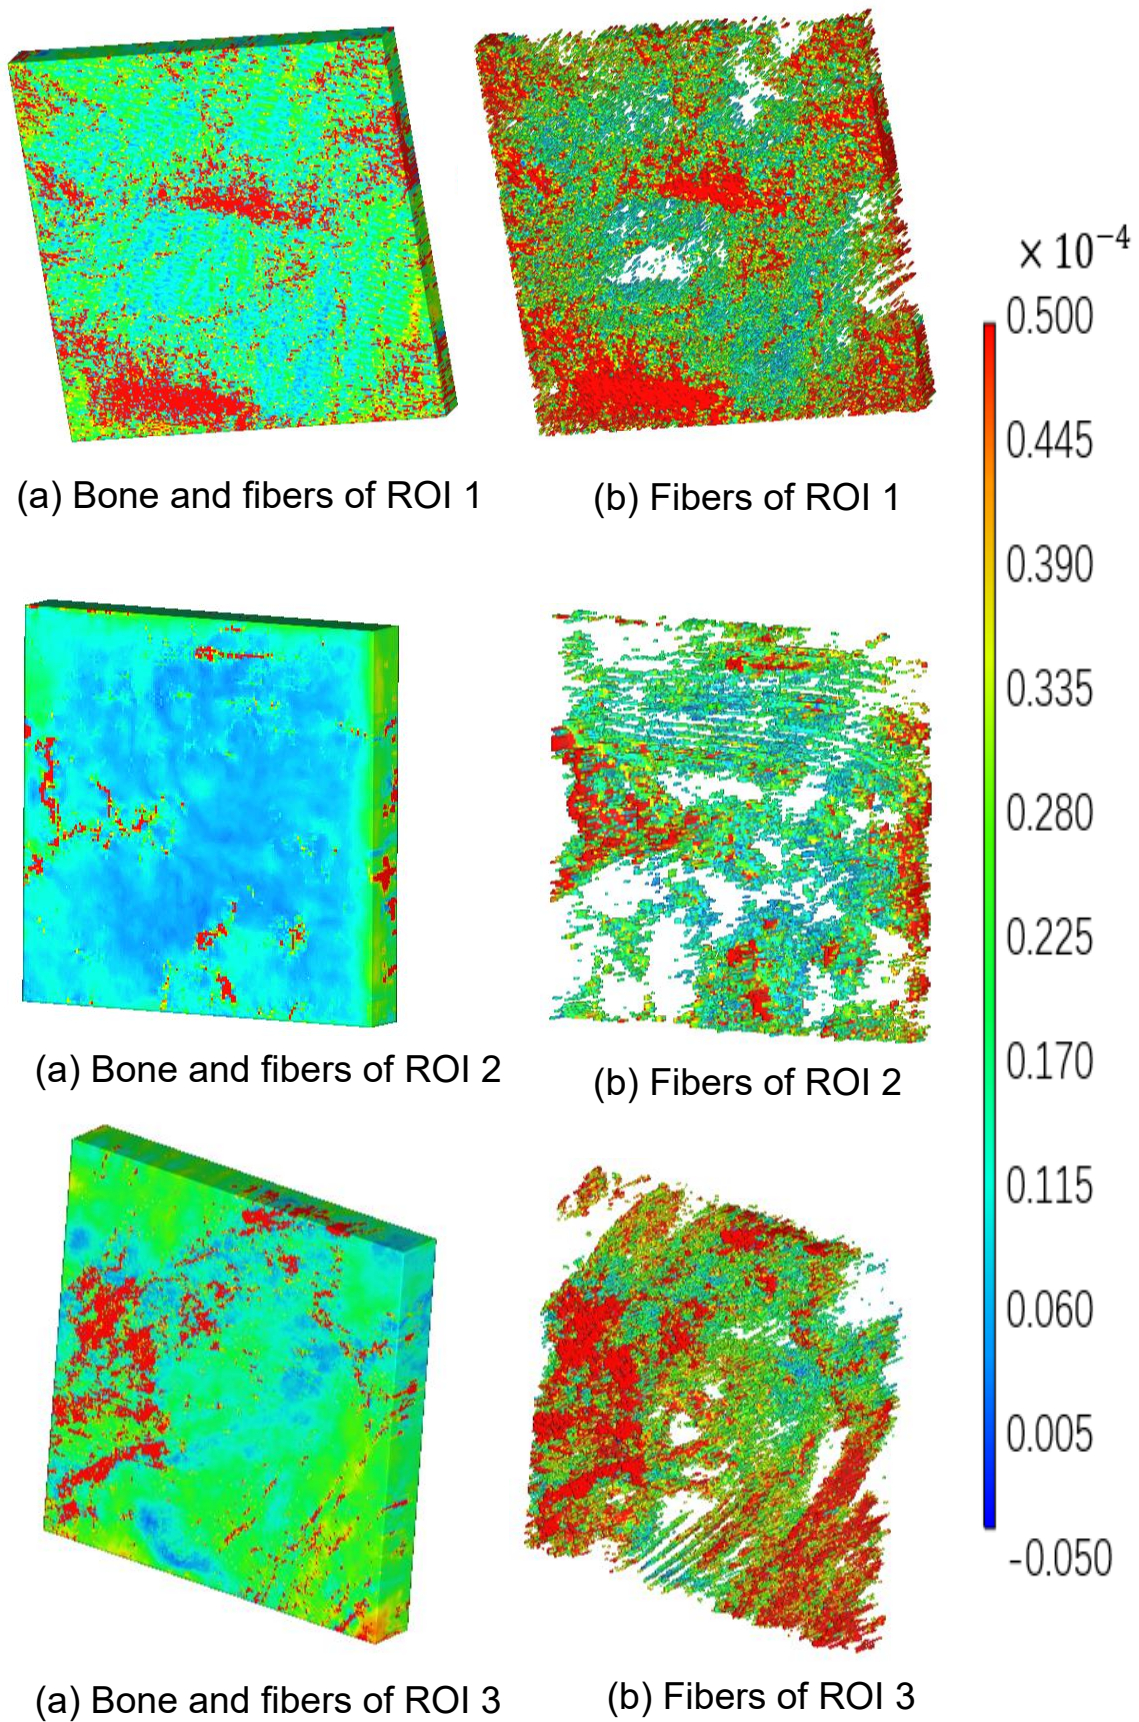 × 10⁻⁴
0.500
0.445
(a) Bone and fibers of ROI 1
(b) Fibers of ROI 1
0.390
0.335
0.280
0.225
0.170
(a) Bone and fibers of ROI 2
(b) Fibers of ROI 2
0.115
0.060
0.005
-0.050
(a) Bone and fibers of ROI 3
(b) Fibers of ROI 3